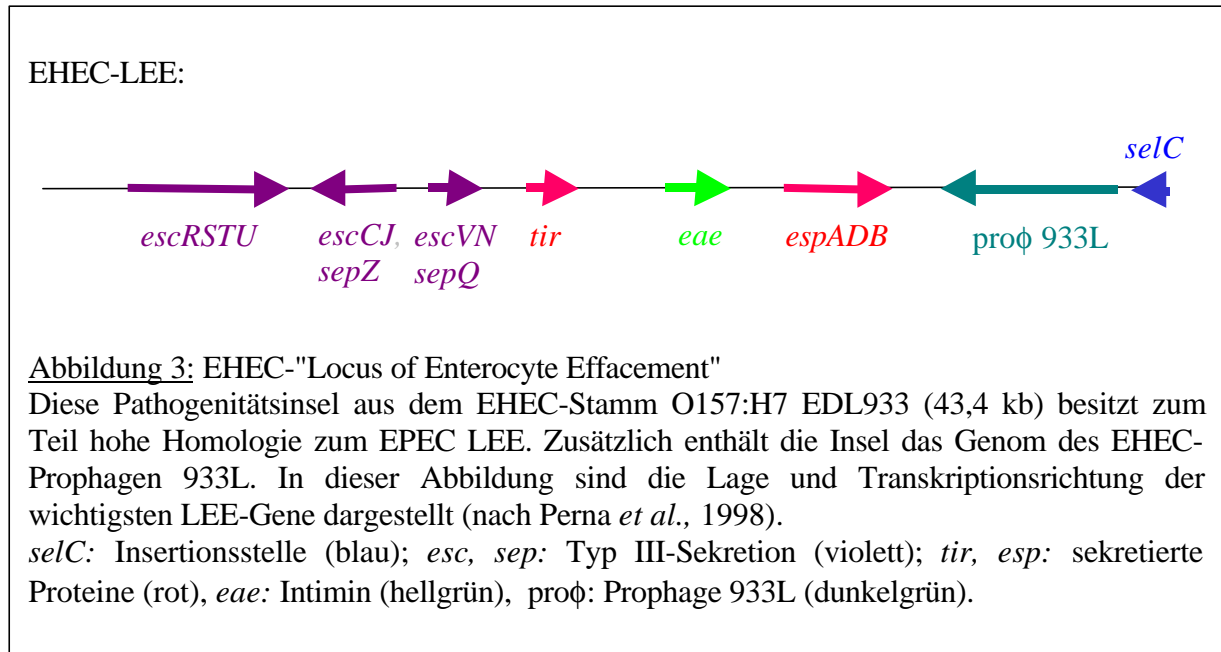 EHEC-LEE:
selC
escRSTU escCJ, escVN tir eae espADB proϕ 933L
sepZ sepQ
Abbildung 3: EHEC-"Locus of Enterocyte Effacement"
Diese Pathogenitätsinsel aus dem EHEC-Stamm O157:H7 EDL933 (43,4 kb) besitzt zum
Teil hohe Homologie zum EPEC LEE. Zusätzlich enthält die Insel das Genom des EHEC-
Prophagen 933L. In dieser Abbildung sind die Lage und Transkriptionsrichtung der
wichtigsten LEE-Gene dargestellt (nach Perna et al., 1998).
selC: Insertionsstelle (blau); esc, sep: Typ III-Sekretion (violett); tir, esp: sekretierte
Proteine (rot), eae: Intimin (hellgrün), proϕ: Prophage 933L (dunkelgrün).